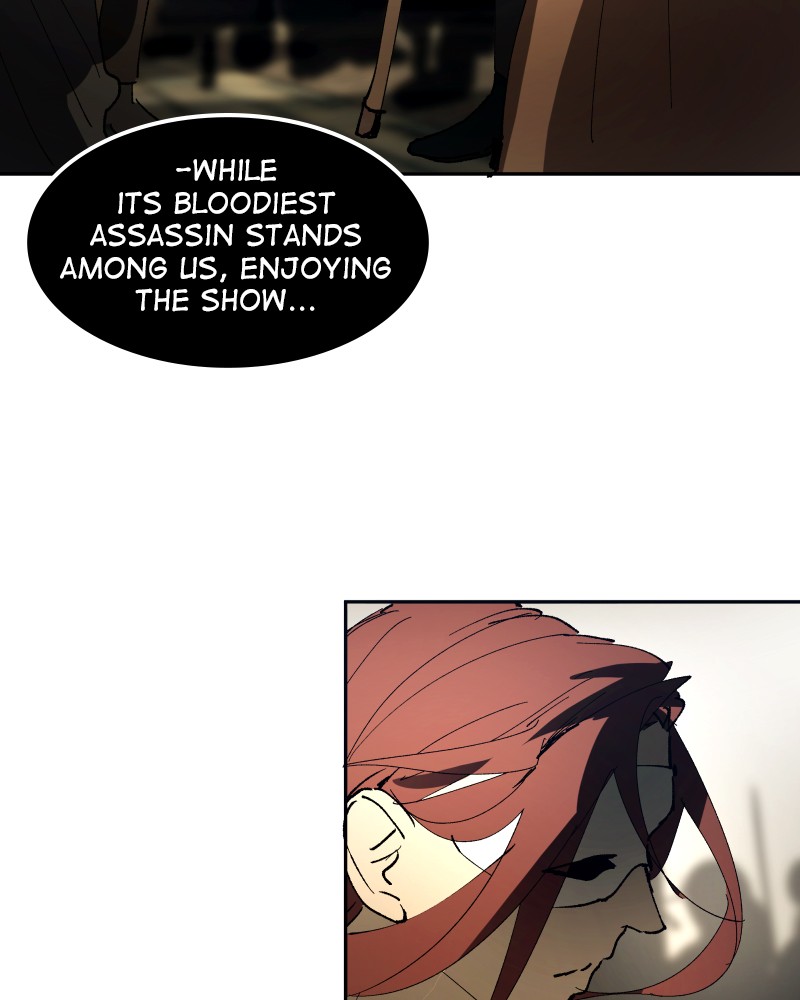 -WHILE
ITS BLOODIEST
ASSASSIN STANDS
AMONG US, ENJOYING
THE SHOW...